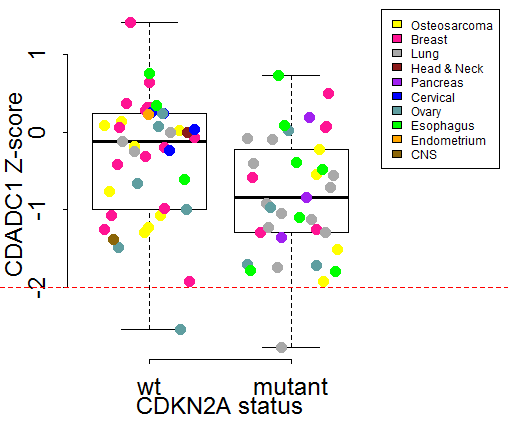 CDADC1 Z-score
1
0
-1
-2
wt
mutant
CDKN2A status
Osteosarcoma
Breast
Lung
Head & Neck
Pancreas
Cervical
Ovary
Esophagus
Endometrium
CNS